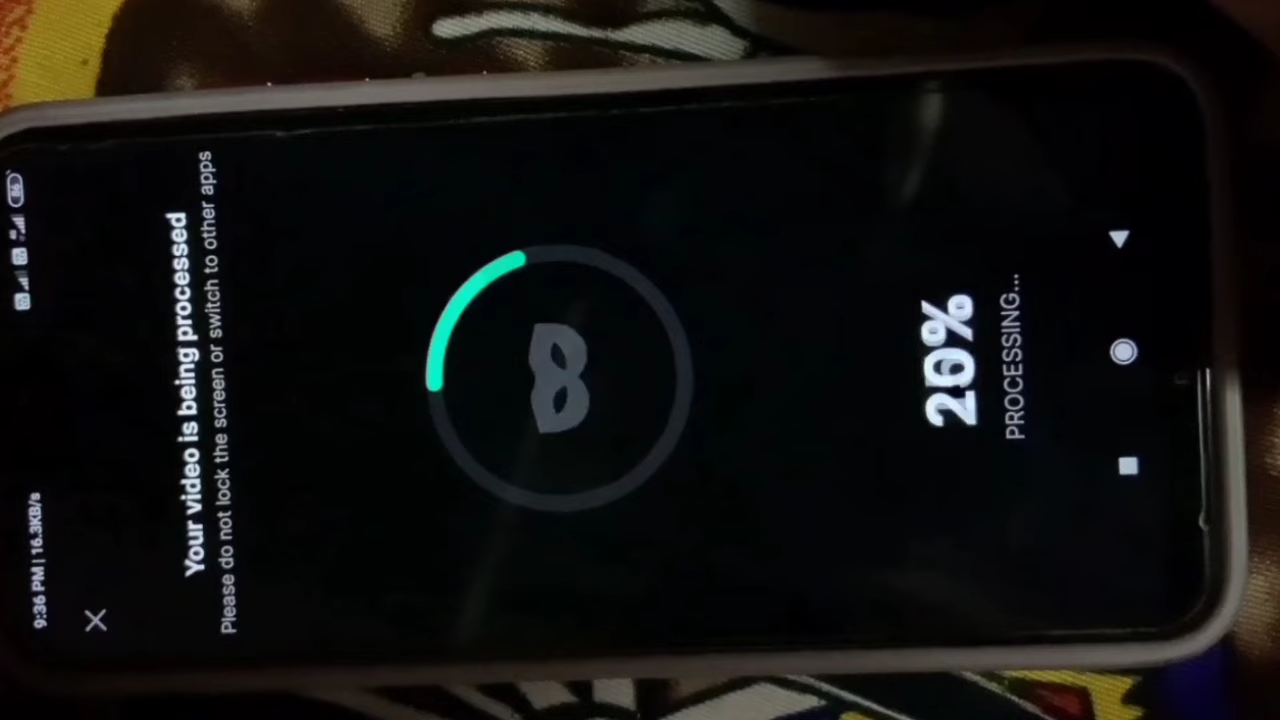 9:36 PM | 16.3KB/s
Your video is being processed
Please do not lock the screen or switch to other apps
PROCESSING...